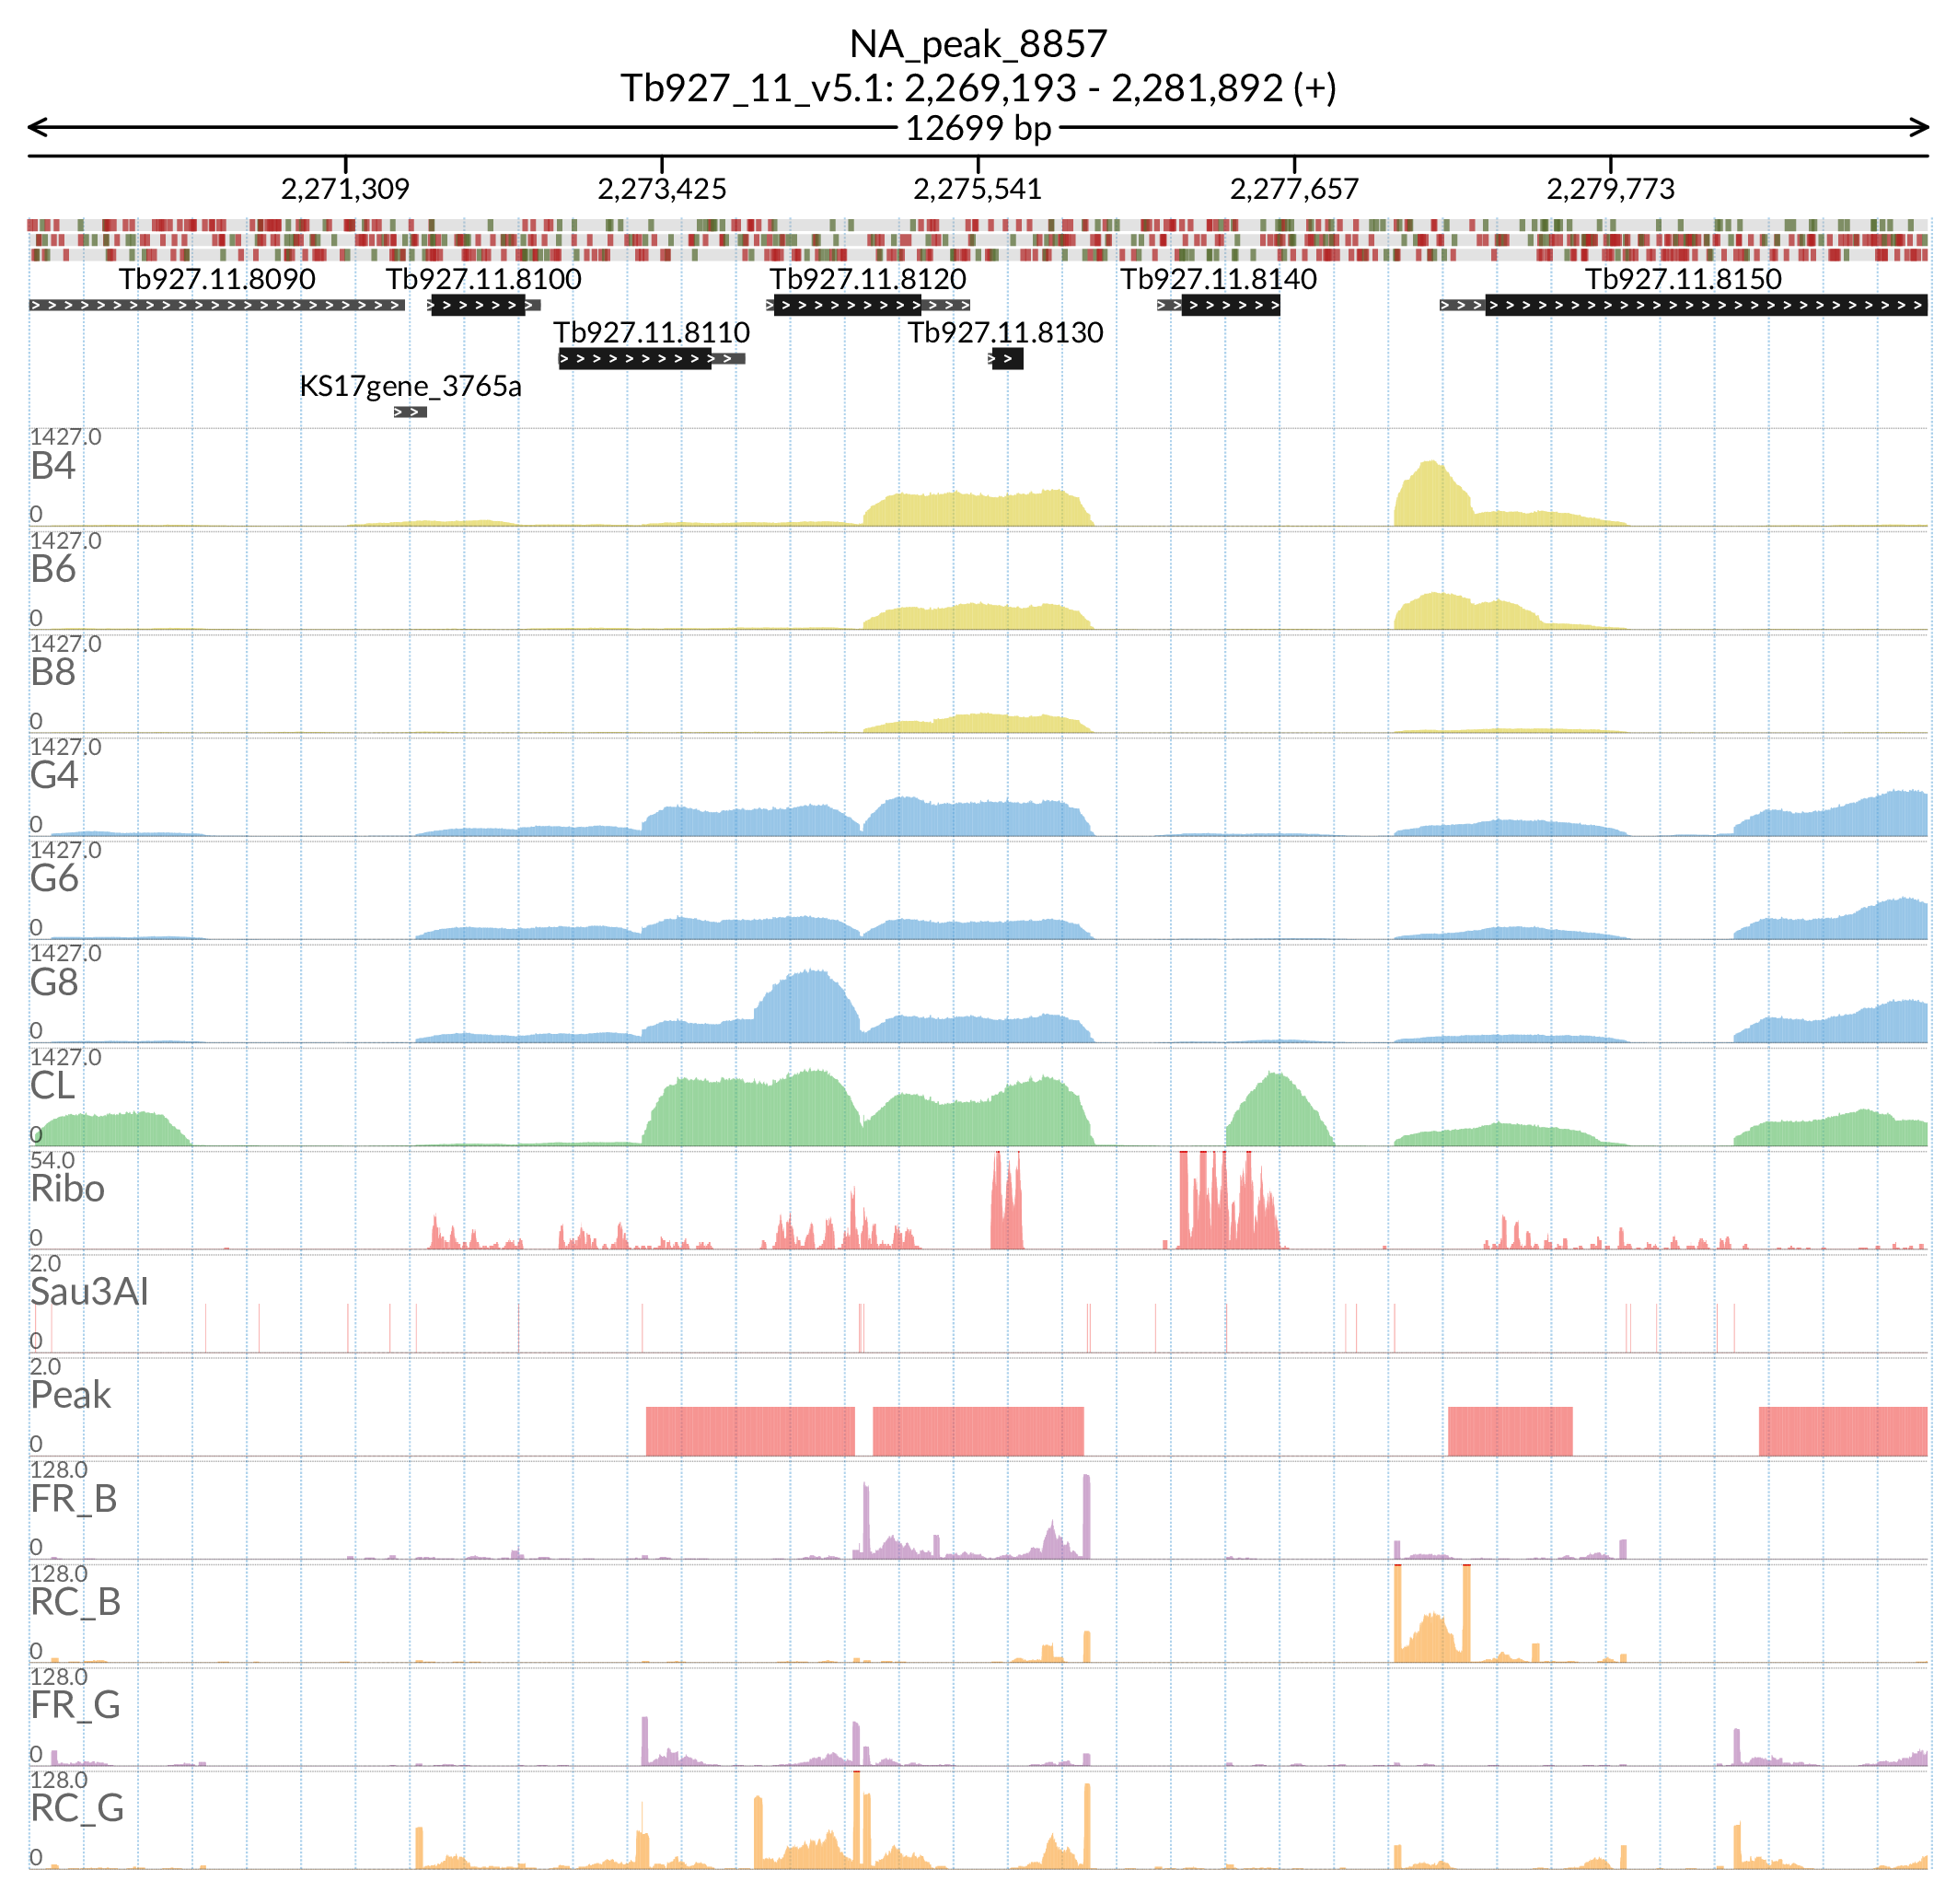 NA_peak_8857
Tb927_11_v5.1: 2,269,193 - 2,281,892 (+)
12699 bp
2,271,309 2,273,425 2,275,541 2,277,657 2,279,773
Tb927.11.8090 Tb927.11.8100 Tb927.11.8120 Tb927.11.8140 Tb927.11.8150
Tb927.11.8110 Tb927.11.8130
KS17gene_3765a
1427.0
B4
0
1427.0
B6
0
1427.0
B8
0
1427.0
G4
0
1427.0
G6
0
1427.0
G8
0
1427.0
CL
0
54.0
Ribo
0
2.0
Sau3AI
0
2.0
Peak
0
128.0
FR_B
0
128.0
RC_B
0
128.0
FR_G
0
128.0
RC_G
0